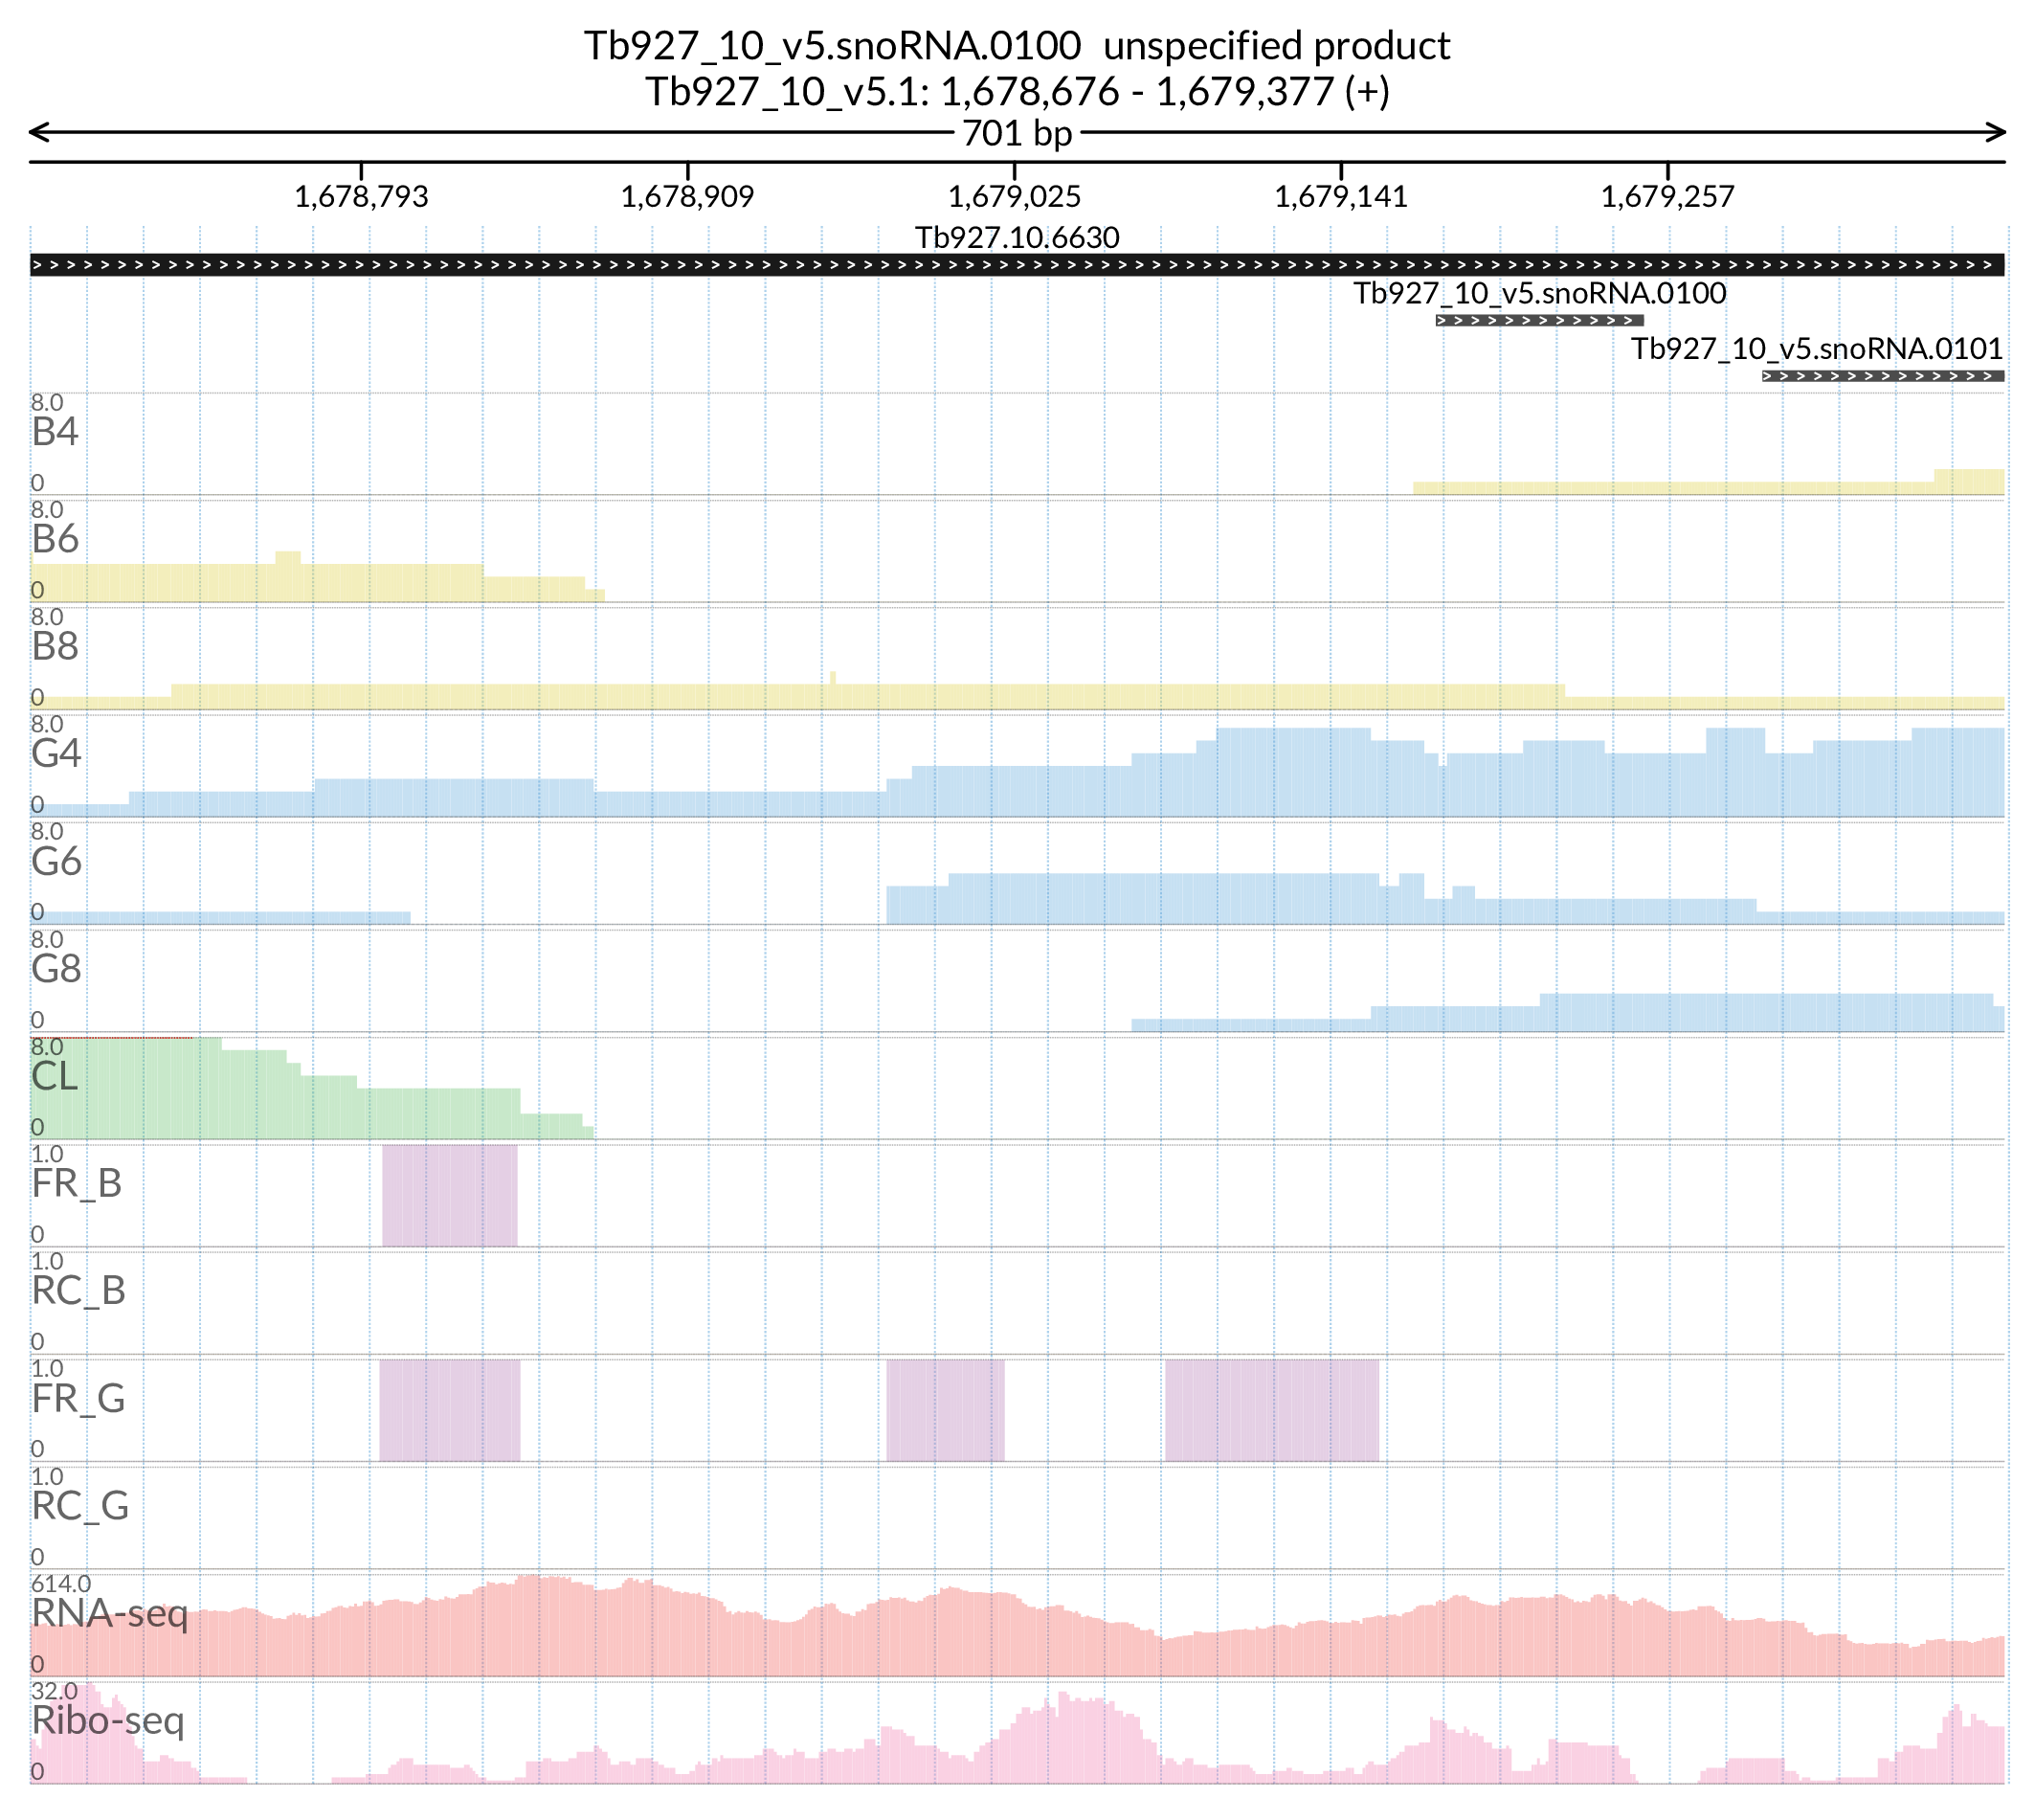 Tb927_10_v5.snoRNA.0100  unspecified product
Tb927_10_v5.1: 1,678,676 - 1,679,377 (+)
701 bp
1,678,793 1,678,909 1,679,025 1,679,141 1,679,257
Tb927.10.6630
Tb927_10_v5.snoRNA.0100
Tb927_10_v5.snoRNA.0101
8.0
B4
0
8.0
B6
0
8.0
B8
0
8.0
G4
0
8.0
G6
0
8.0
G8
0
8.0
CL
0
1.0
FR_B
0
1.0
RC_B
0
1.0
FR_G
0
1.0
RC_G
0
614.0
RNA-seq
0
32.0
Ribo-seq
0